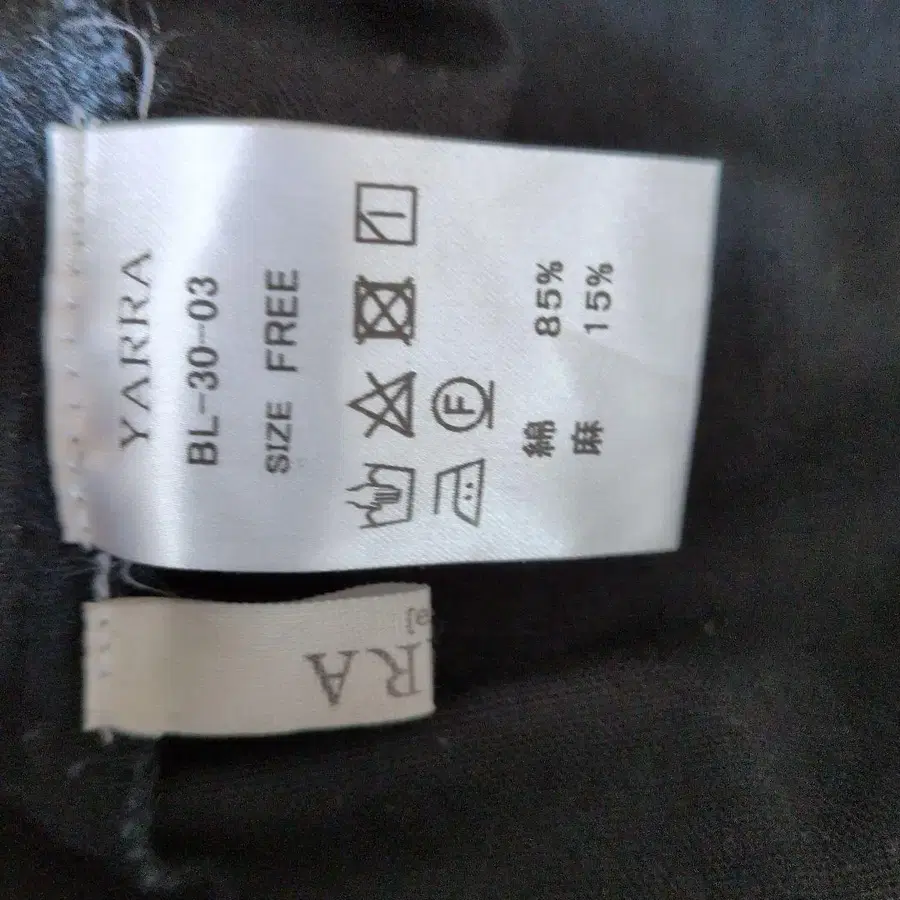 YARRA
BL-30-03
SIZE FREE
F
綿 85%
麻 15%
RA